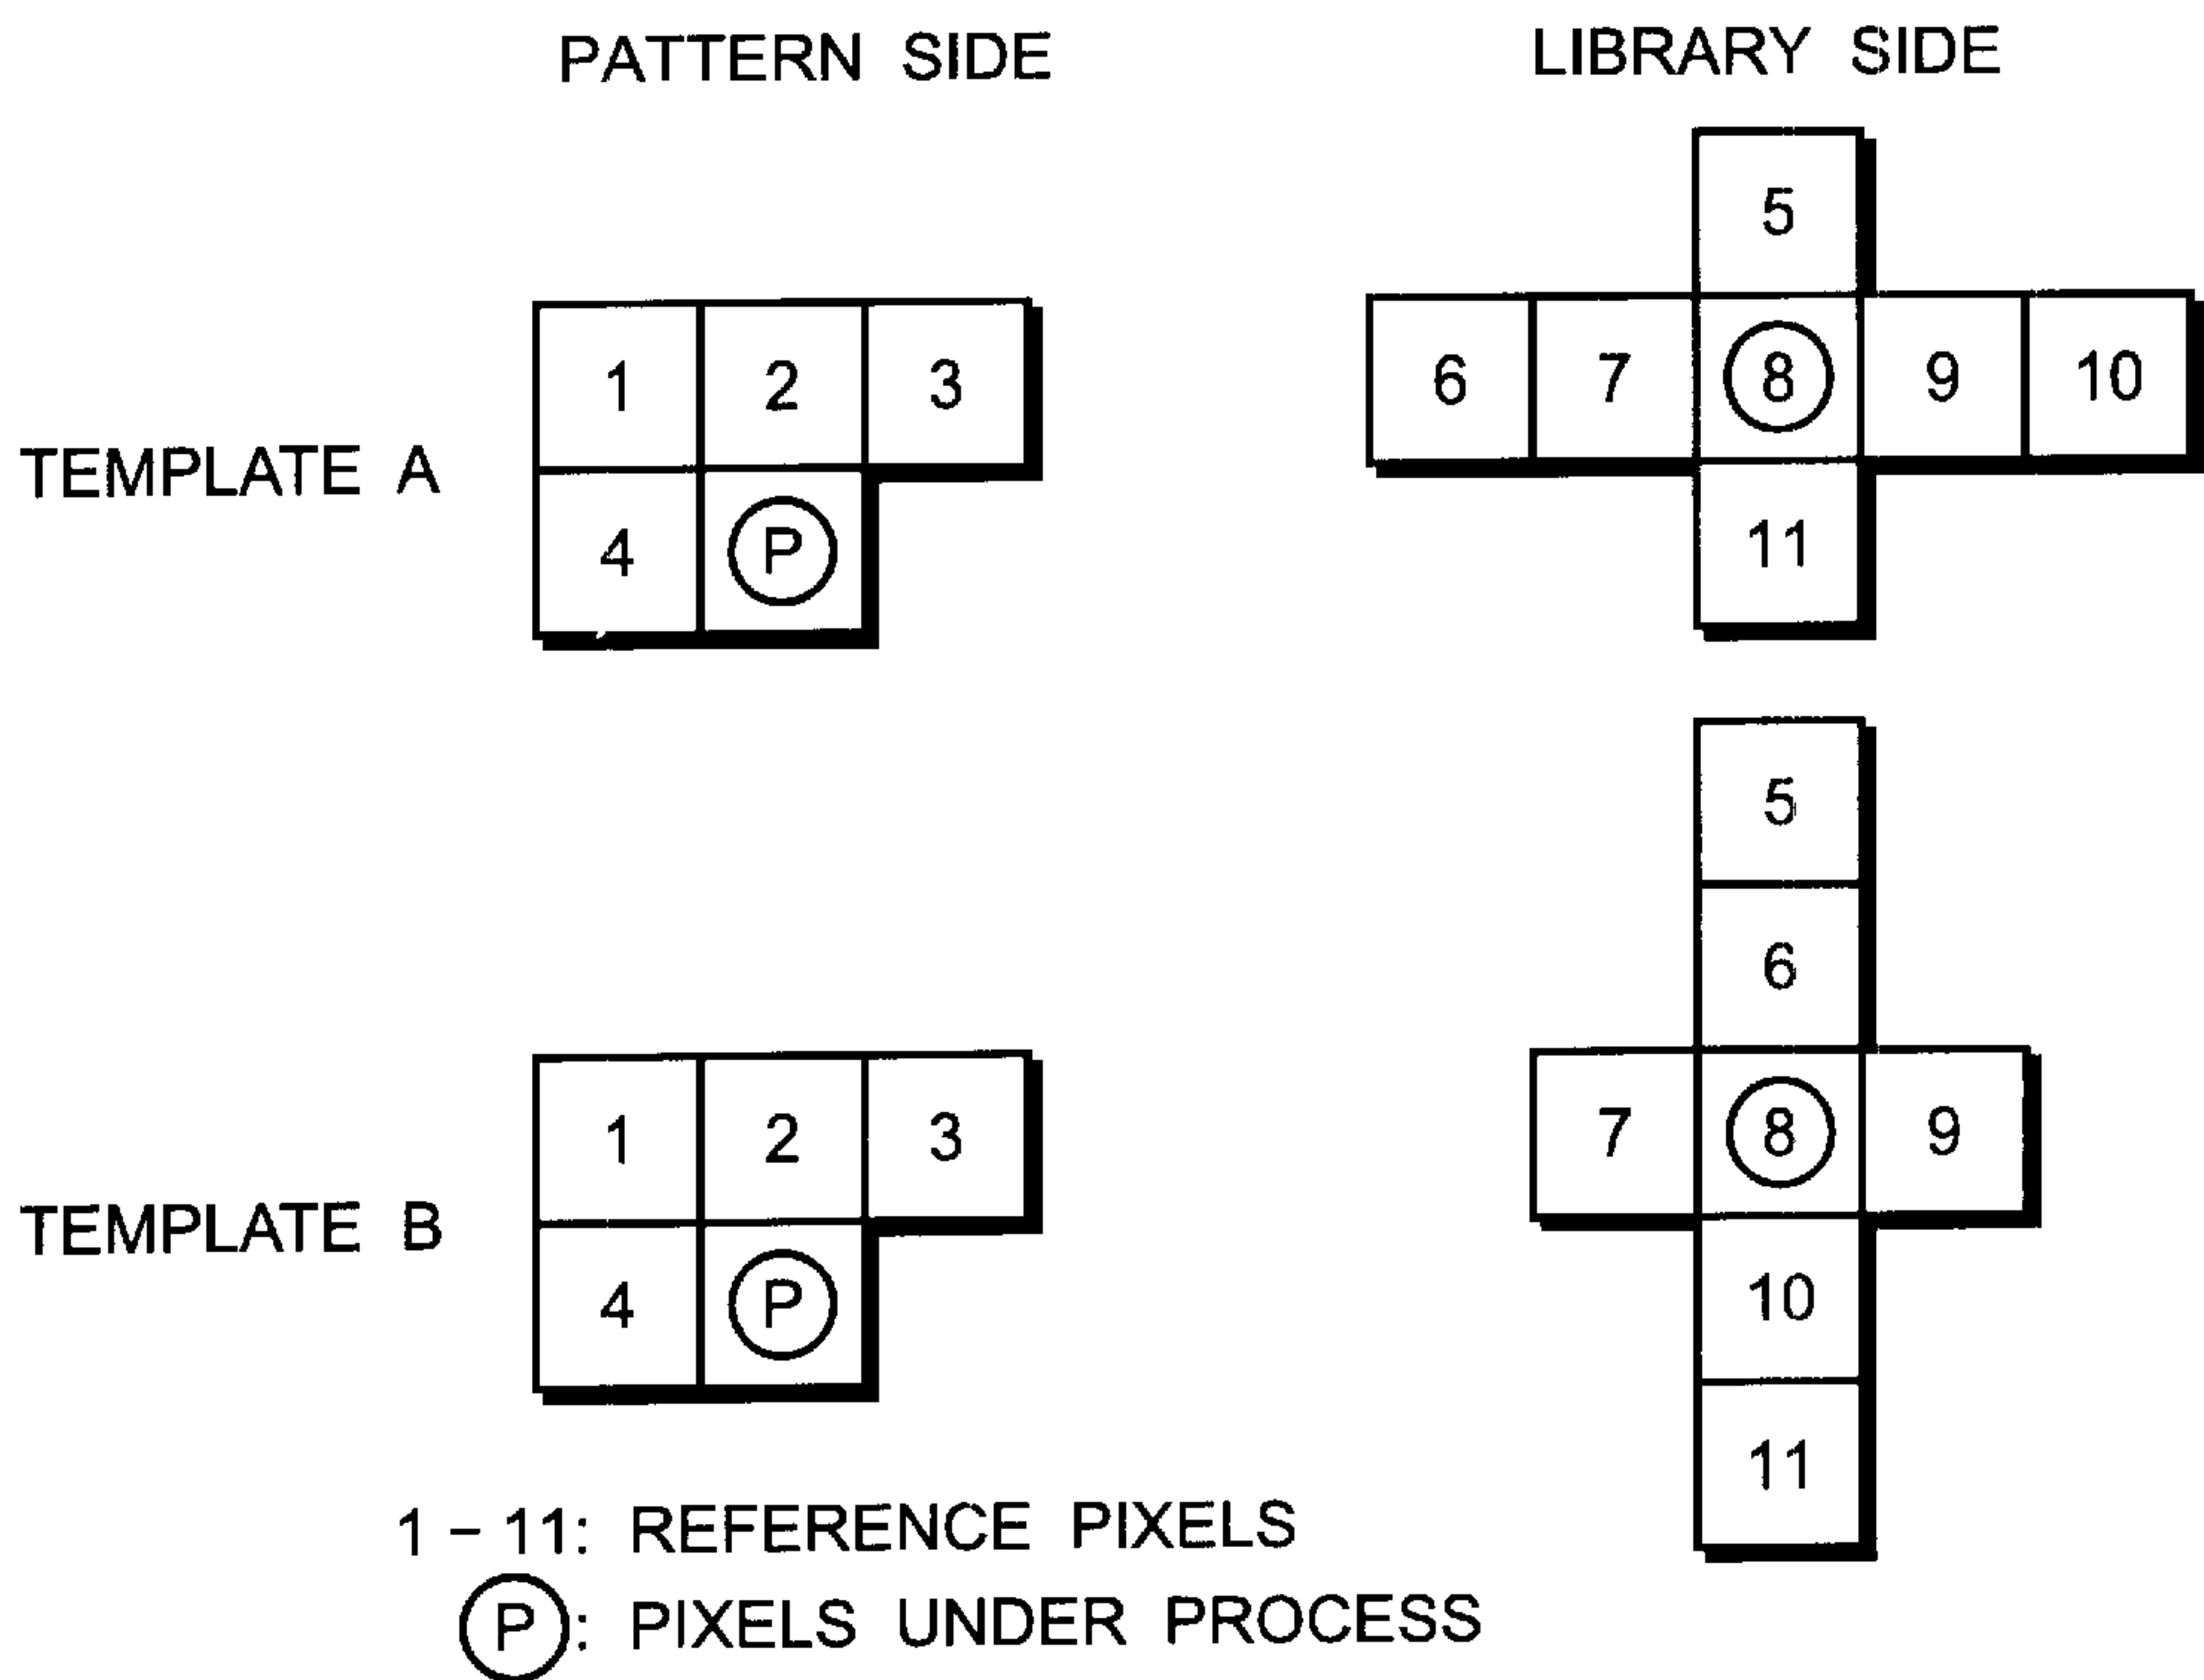 PATTERN SIDE LIBRARY SIDE
5
1 2 3 6 7 8 9 10
TEMPLATE A
4 P 11
5
6
1 2 3 7 8 9
TEMPLATE B
4 P 10
11
1 – 11: REFERENCE PIXELS
P: PIXELS UNDER PROCESS